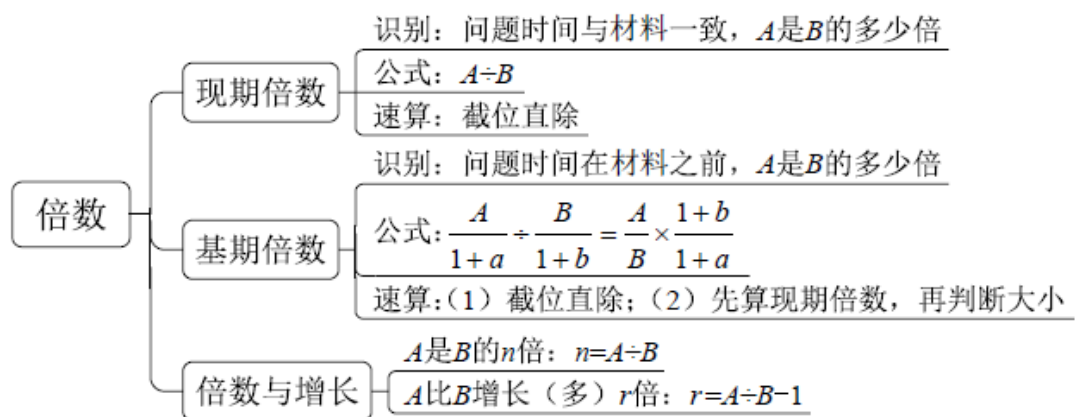 倍数
现期倍数
识别：问题时间与材料一致，A是B的多少倍
公式：A÷B
速算：截位直除
基期倍数
识别：问题时间在材料之前，A是B的多少倍
公式：A/(1+a) ÷ B/(1+b) = A/B × (1+b)/(1+a)
速算：（1）截位直除；（2）先算现期倍数，再判断大小
倍数与增长
A是B的n倍：n=A÷B
A比B增长（多）r倍：r=A÷B−1